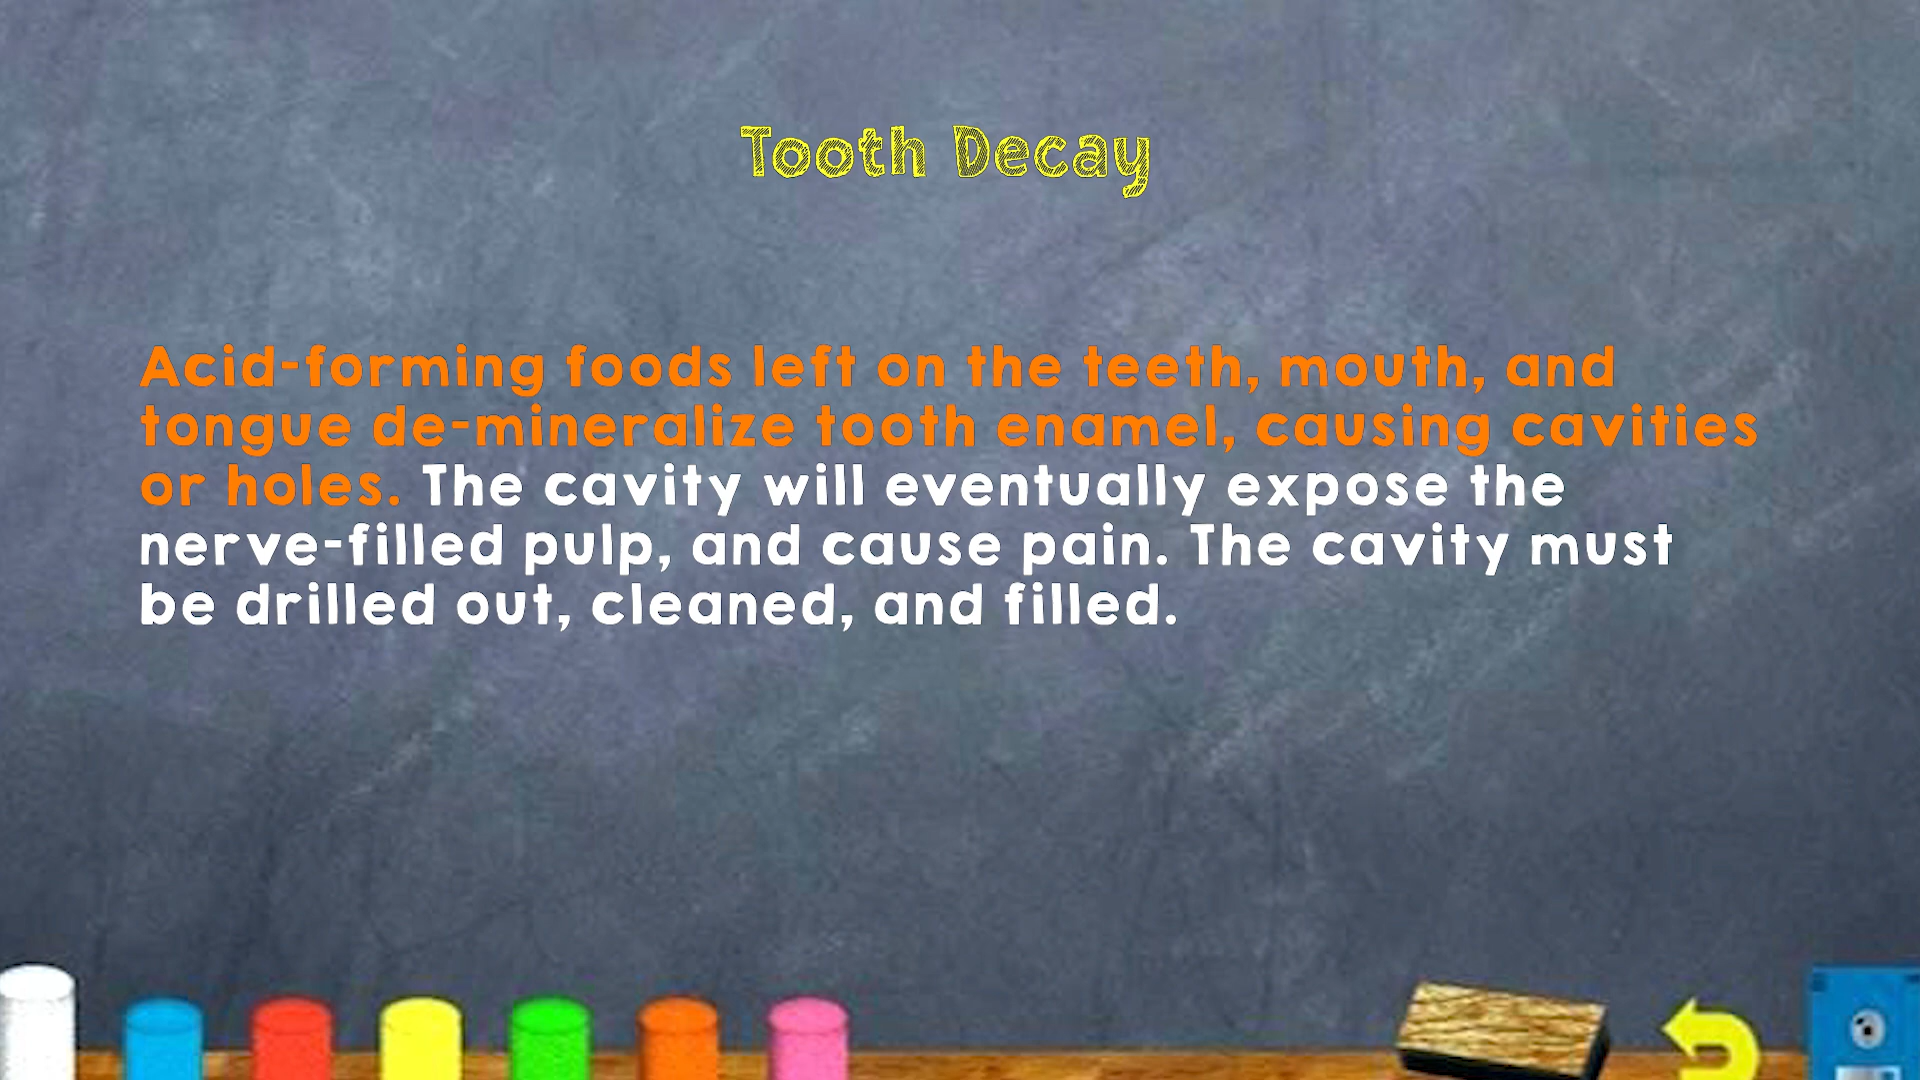 Tooth Decay
Acid-forming foods left on the teeth, mouth, and
tongue de-mineralize tooth enamel, causing cavities
or holes. The cavity will eventually expose the
nerve-filled pulp, and cause pain. The cavity must
be drilled out, cleaned, and filled.